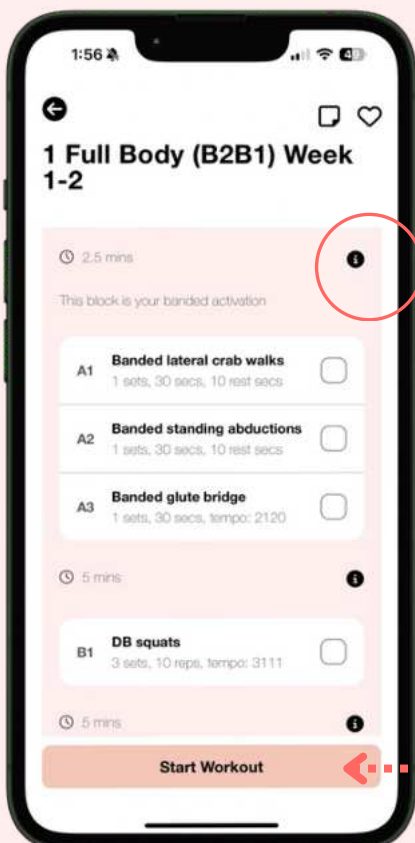 1:56
40
1 Full Body (B2B1) Week
1-2
2.5 mins
This block is your banded activation
A1
Banded lateral crab walks
1 sets, 30 secs, 10 rest secs
A2
Banded standing abductions
1 sets, 30 secs, 10 rest secs
A3
Banded glute bridge
1 sets, 30 secs, tempo: 2120
5 mins
B1
DB squats
3 sets, 10 reps, tempo: 3111
5 mins
Start Workout